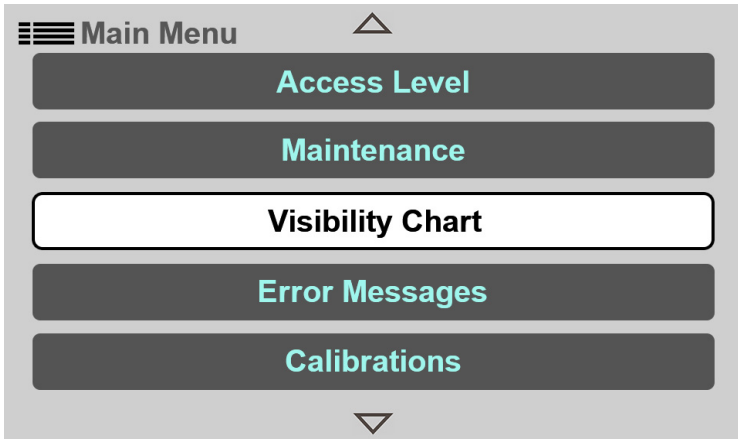 Main Menu
Access Level
Maintenance
Visibility Chart
Error Messages
Calibrations